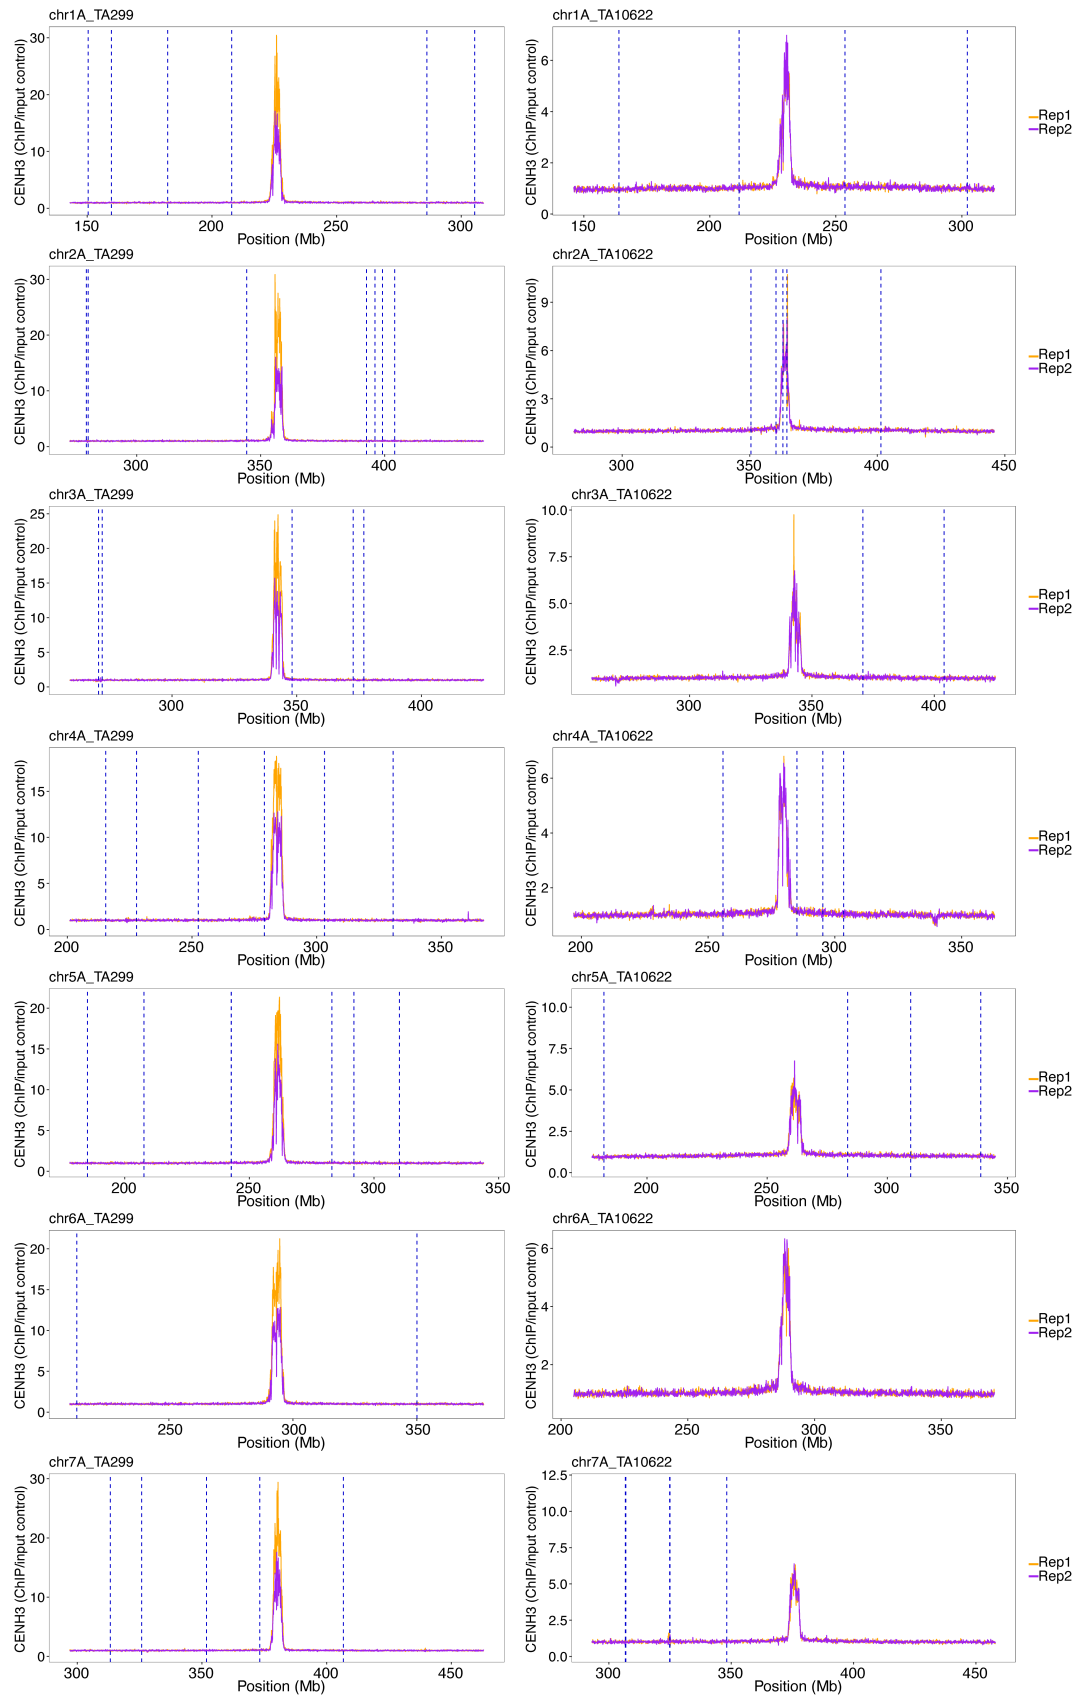 chr1A_TA299
CENH3 (ChIP/input control)
30
20
10
0
150
200
250
300
Position (Mb)
chr1A_TA10622
CENH3 (ChIP/input control)
6
4
2
0
150
200
250
300
Position (Mb)
Rep1
Rep2
chr2A_TA299
CENH3 (ChIP/input control)
30
20
10
0
300
350
400
Position (Mb)
chr2A_TA10622
CENH3 (ChIP/input control)
9
6
3
0
300
350
400
450
Position (Mb)
Rep1
Rep2
chr3A_TA299
CENH3 (ChIP/input control)
25
20
15
10
5
0
300
350
400
Position (Mb)
chr3A_TA10622
CENH3 (ChIP/input control)
10.0
7.5
5.0
2.5
300
350
400
Position (Mb)
Rep1
Rep2
chr4A_TA299
CENH3 (ChIP/input control)
15
10
5
0
200
250
300
350
Position (Mb)
chr4A_TA10622
CENH3 (ChIP/input control)
6
4
2
200
250
300
350
Position (Mb)
Rep1
Rep2
chr5A_TA299
CENH3 (ChIP/input control)
20
15
10
5
0
200
250
300
350
Position (Mb)
chr5A_TA10622
CENH3 (ChIP/input control)
10.0
7.5
5.0
2.5
0.0
200
250
300
350
Position (Mb)
Rep1
Rep2
chr6A_TA299
CENH3 (ChIP/input control)
20
15
10
5
0
250
300
350
Position (Mb)
chr6A_TA10622
CENH3 (ChIP/input control)
6
4
2
200
250
300
350
Position (Mb)
Rep1
Rep2
chr7A_TA299
CENH3 (ChIP/input control)
30
20
10
0
300
350
400
450
Position (Mb)
chr7A_TA10622
CENH3 (ChIP/input control)
12.5
10.0
7.5
5.0
2.5
0.0
300
350
400
450
Position (Mb)
Rep1
Rep2